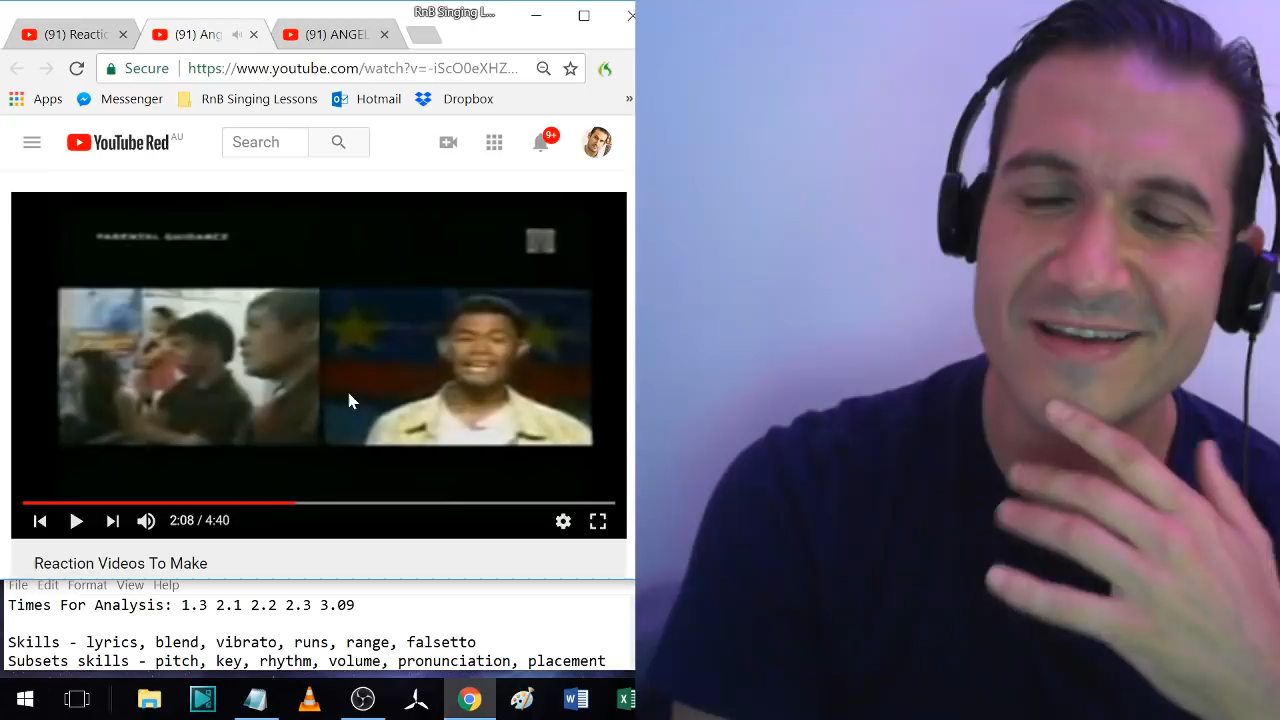 RnB Singing L...
(91) Reactic
(91) Ang
(91) ANGEL
Secure
https://www.youtube.com/watch?v=-iScO0eXHZ...
Apps
Messenger
RnB Singing Lessons
Hotmail
Dropbox
»
YouTube Red AU
Search
9+
PARENTAL GUIDANCE
2:08 / 4:40
Reaction Videos To Make
File Edit Format View Help
Times For Analysis: 1.3 2.1 2.2 2.3 3.09
Skills - lyrics, blend, vibrato, runs, range, falsetto
Subsets skills - pitch, key, rhythm, volume, pronunciation, placement